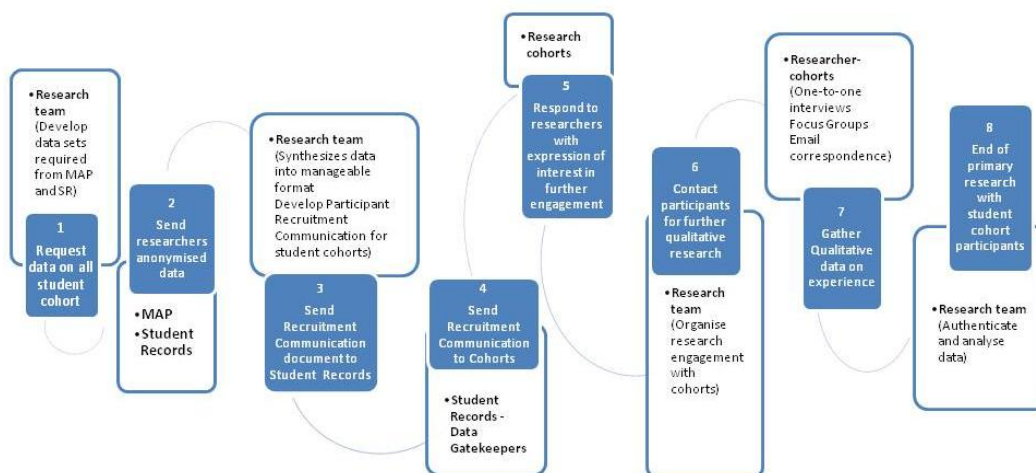 •Research
team
(Develop
data sets
required
from MAP
and SR)
1
Request
data on all
student
cohort
2
Send
researchers
anonymised
data
•MAP
•Student
Records
•Research team
(Synthesizes data
into manageable
format
Develop Participant
Recruitment
Communication for
student cohorts)
3
Send
Recruitment
Communication
document to
Student Records
4
Send
Recruitment
Communication
to Cohorts
•Student
Records -
Data
Gatekeepers
•Research
cohorts
5
Respond to
researchers
with
expression of
interest in
further
engagement
6
Contact
participants
for further
qualitative
research
•Research
team
(Organise
research
engagement
with
cohorts)
•Researcher-
cohorts
(One-to-one
interviews
Focus Groups
Email
correspondence)
7
Gather
Qualitative
data on
experience
8
End of
primary
research with
student
cohort
participants
•Research team
(Authenticate
and analyse
data)